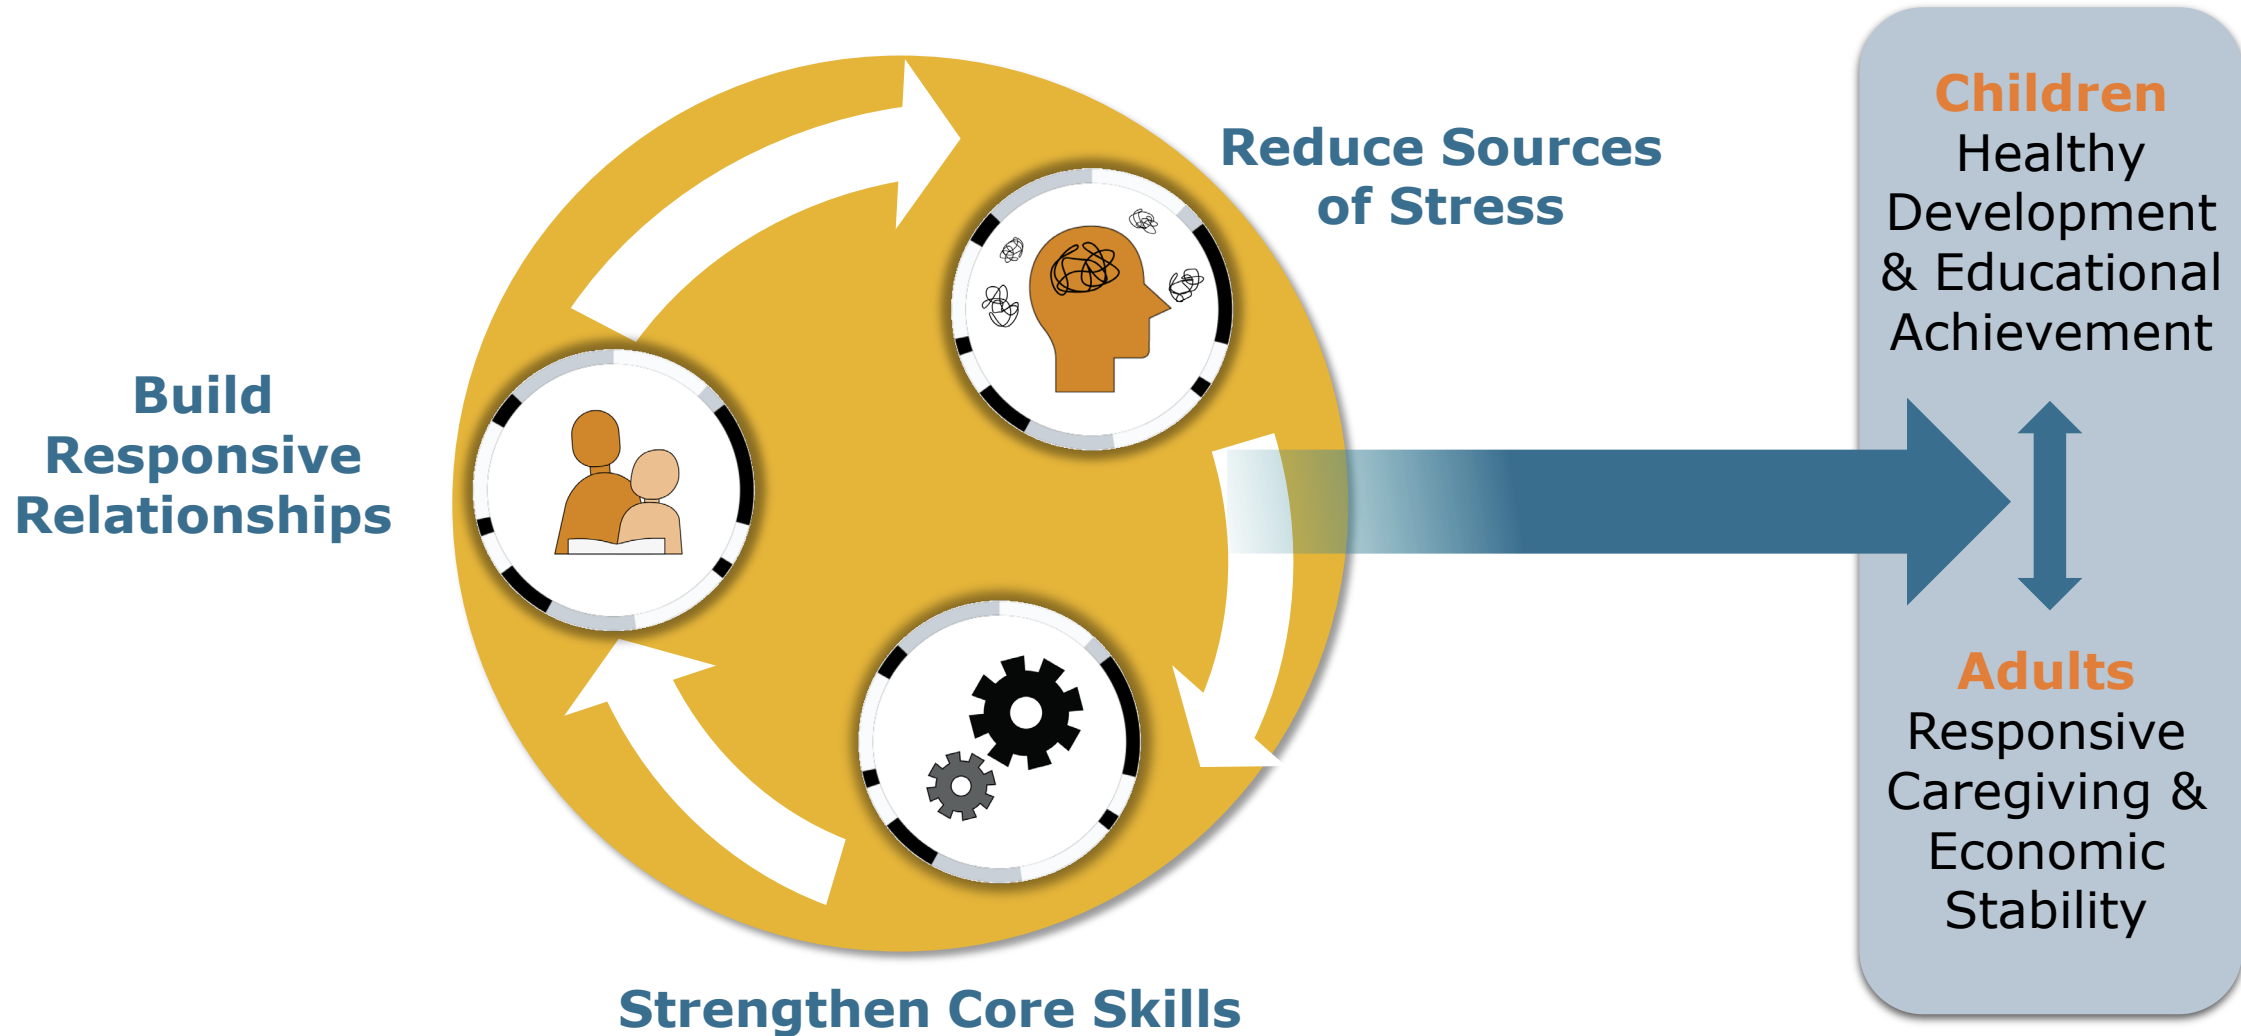 Build
Responsive
Relationships
Reduce Sources
of Stress
Strengthen Core Skills
Children
Healthy
Development
& Educational
Achievement
Adults
Responsive
Caregiving &
Economic
Stability